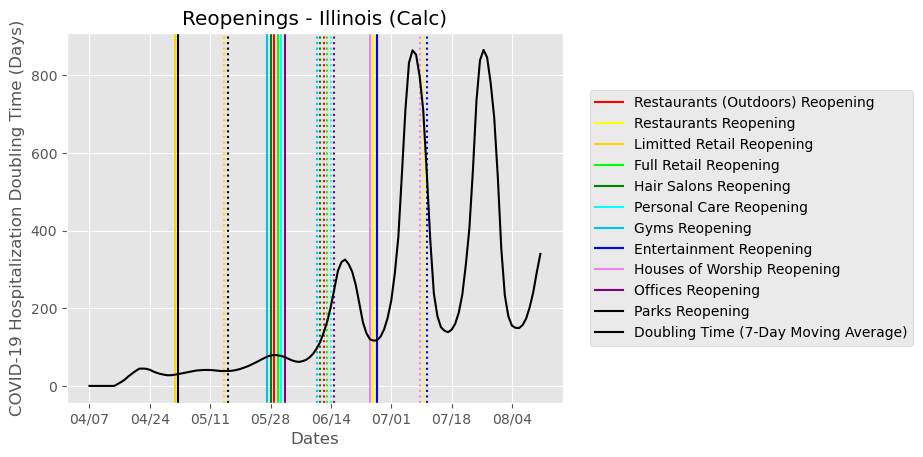 Reopenings - Illinois (Calc)
COVID-19 Hospitalization Doubling Time (Days)
800
600
400
200
0
04/07
04/24
05/11
05/28
06/14
07/01
07/18
08/04
Dates
Restaurants (Outdoors) Reopening
Restaurants Reopening
Limitted Retail Reopening
Full Retail Reopening
Hair Salons Reopening
Personal Care Reopening
Gyms Reopening
Entertainment Reopening
Houses of Worship Reopening
Offices Reopening
Parks Reopening
Doubling Time (7-Day Moving Average)